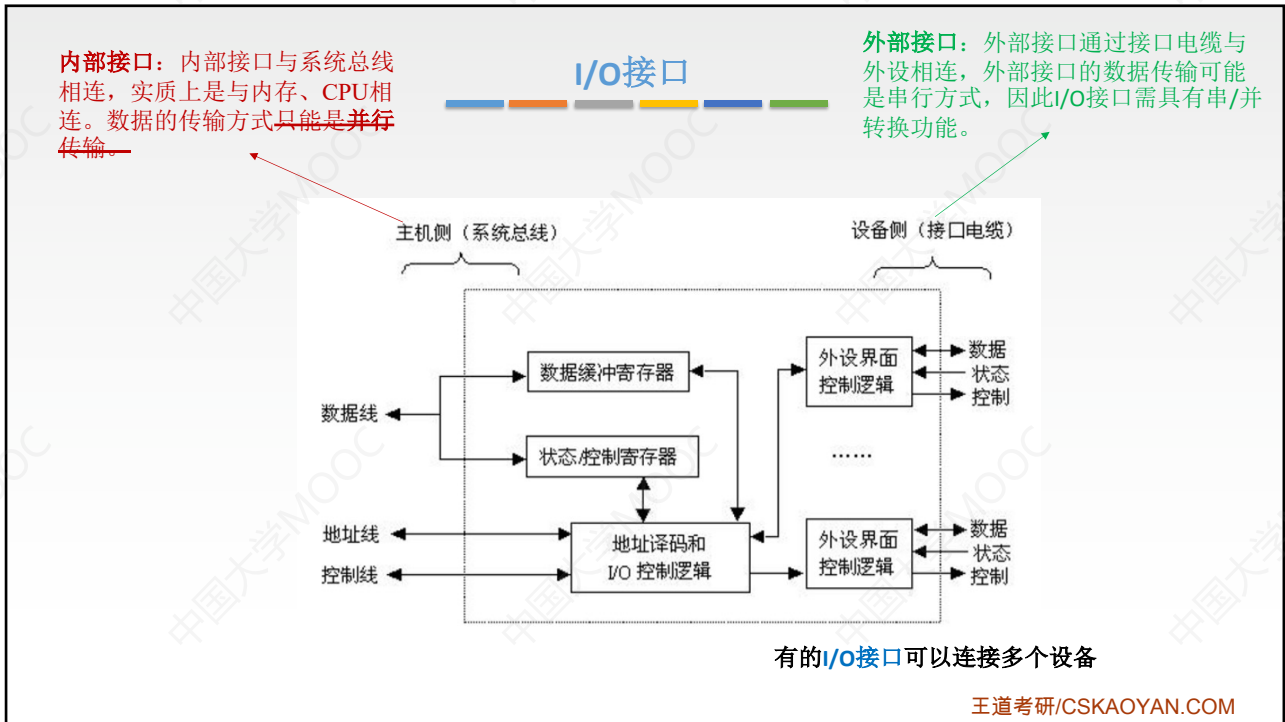 内部接口：内部接口与系统总线
相连，实质上是与内存、CPU相
连。数据的传输方式只能是并行
传输。
I/O接口
外部接口：外部接口通过接口电缆与
外设相连，外部接口的数据传输可能
是串行方式，因此I/O接口需具有串/并
转换功能。
主机侧（系统总线）
设备侧（接口电缆）
数据缓冲寄存器
外设界面
控制逻辑
数据
状态
控制
数据线
状态/控制寄存器
……
地址线
控制线
地址译码和
I/O 控制逻辑
外设界面
控制逻辑
数据
状态
控制
有的I/O接口可以连接多个设备
王道考研/CSKAOYAN.COM
中国大学MOOC